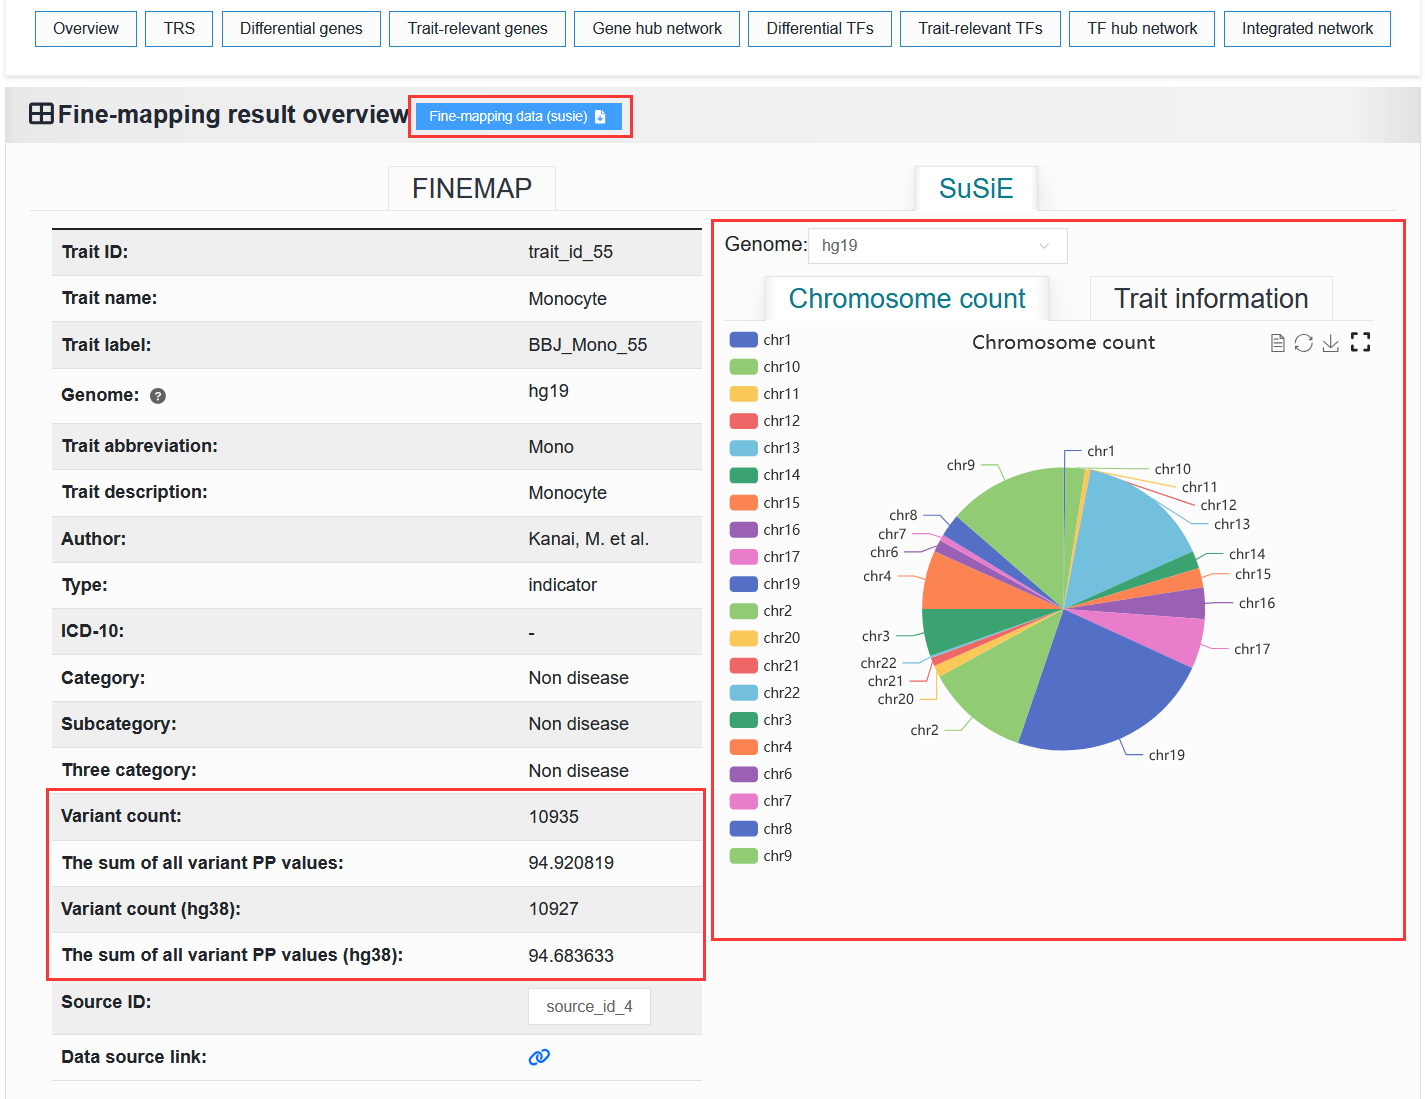 Overview TRS Differential genes Trait-relevant genes Gene hub network Differential TFs Trait-relevant TFs TF hub network Integrated network
Fine-mapping result overview Fine-mapping data (susie)
FINEMAP SuSiE
Trait ID: trait_id_55
Trait name: Monocyte
Trait label: BBJ_Mono_55
Genome: ? hg19
Trait abbreviation: Mono
Trait description: Monocyte
Author: Kanai, M. et al.
Type: indicator
ICD-10: -
Category: Non disease
Subcategory: Non disease
Three category: Non disease
Variant count: 10935
The sum of all variant PP values: 94.920819
Variant count (hg38): 10927
The sum of all variant PP values (hg38): 94.683633
Source ID: source_id_4
Data source link:
Genome: hg19
Chromosome count Trait information
Chromosome count
chr1
chr10
chr11
chr12
chr13
chr14
chr15
chr16
chr17
chr19
chr2
chr20
chr21
chr22
chr3
chr4
chr6
chr7
chr8
chr9
chr1
chr10
chr11
chr12
chr13
chr14
chr15
chr16
chr17
chr19
chr2
chr20
chr21
chr22
chr3
chr4
chr6
chr7
chr8
chr9